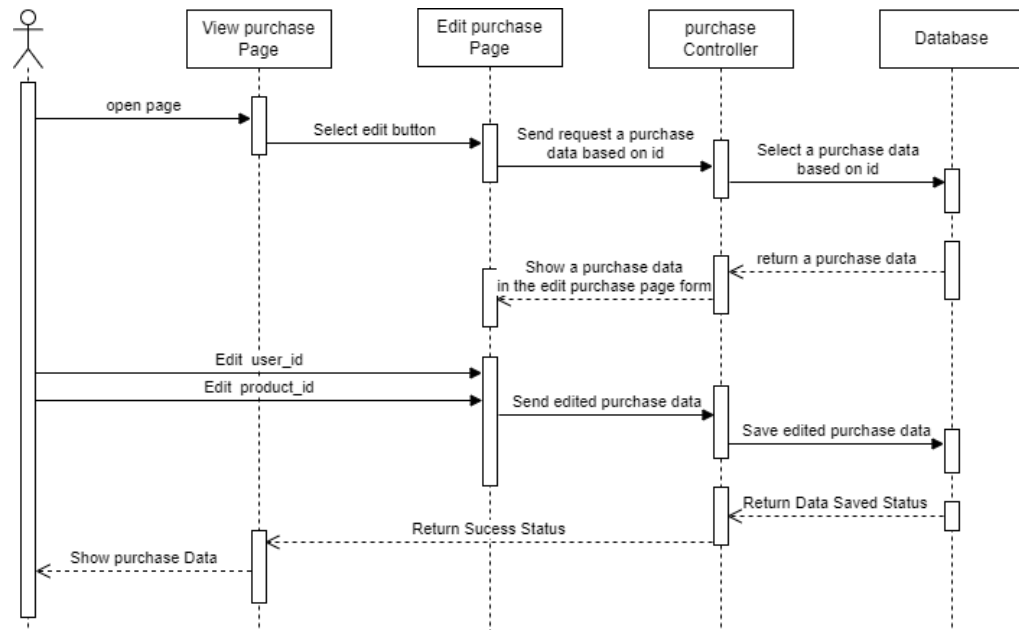 View purchase
Page
Edit purchase
Page
purchase
Controller
Database
open page
Select edit button
Send request a purchase
data based on id
Select a purchase data
based on id
return a purchase data
Show a purchase data
in the edit purchase page form
Edit user_id
Edit product_id
Send edited purchase data
Save edited purchase data
Return Data Saved Status
Return Sucess Status
Show purchase Data